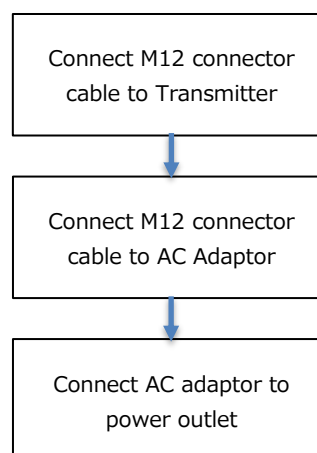 Connect M12 connector
cable to Transmitter
Connect M12 connector
cable to AC Adaptor
Connect AC adaptor to
power outlet